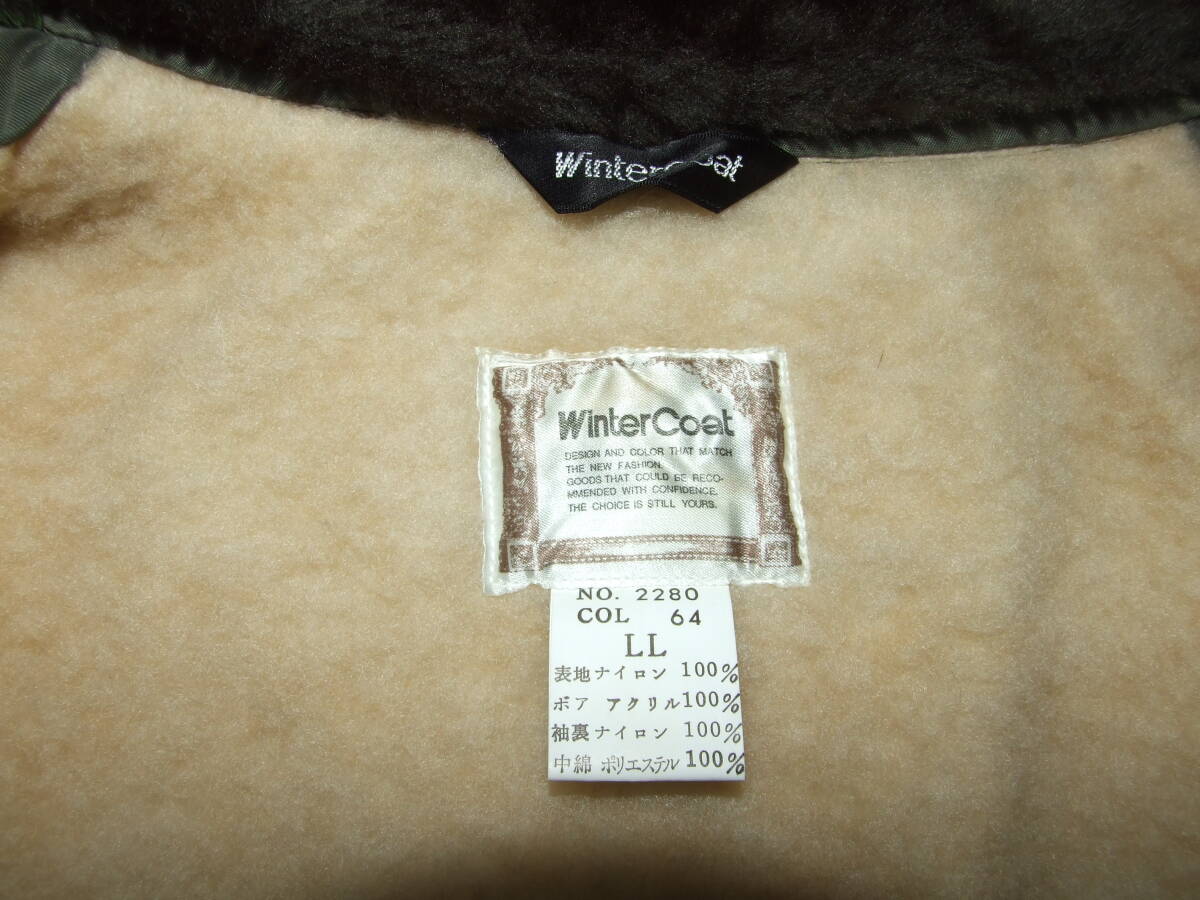 WinterCoat
WinterCoat
DESIGN AND COLOR THAT MATCH
THE NEW FASHION.
GOODS THAT COULD BE RECO-
MMENDED WITH CONFIDENCE.
THE CHOICE IS STILL YOURS.
NO. 2280
COL 64
LL
表地ナイロン 100%
ボア アクリル100%
袖裏ナイロン 100%
中綿 ポリエステル 100%